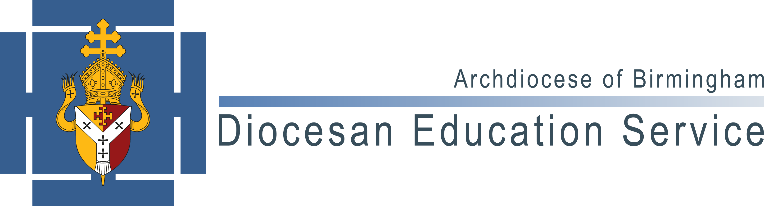 Archdiocese of Birmingham
Diocesan Education Service